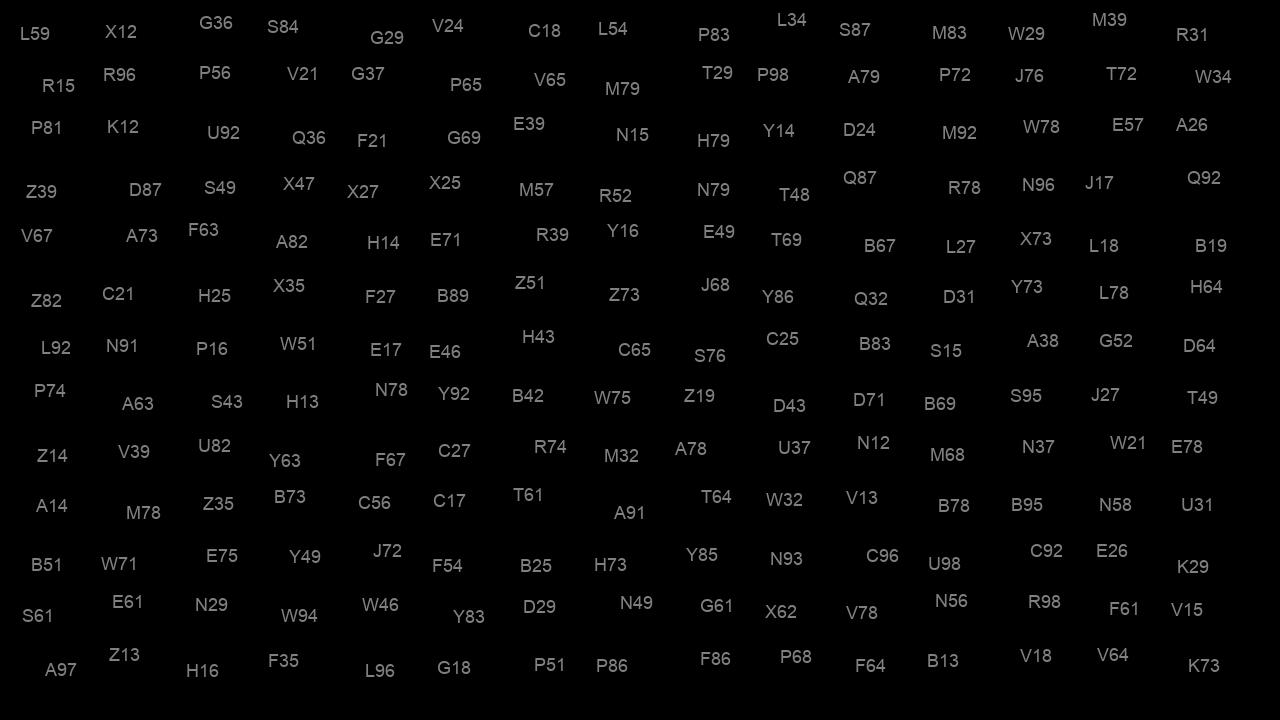 L59 X12 G36 S84 G29 V24 C18 L54 P83 L34 S87 M83 W29 M39 R31
R15 R96 P56 V21 G37 P65 V65 M79 T29 P98 A79 P72 J76 T72 W34
P81 K12 U92 Q36 F21 G69 E39 N15 H79 Y14 D24 M92 W78 E57 A26
Z39 D87 S49 X47 X27 X25 M57 R52 N79 T48 Q87 R78 N96 J17 Q92
V67 A73 F63 A82 H14 E71 R39 Y16 E49 T69 B67 L27 X73 L18 B19
Z82 C21 H25 X35 F27 B89 Z51 Z73 J68 Y86 Q32 D31 Y73 L78 H64
L92 N91 P16 W51 E17 E46 H43 C65 S76 C25 B83 S15 A38 G52 D64
P74 A63 S43 H13 N78 Y92 B42 W75 Z19 D43 D71 B69 S95 J27 T49
Z14 V39 U82 Y63 F67 C27 R74 M32 A78 U37 N12 M68 N37 W21 E78
A14 M78 Z35 B73 C56 C17 T61 A91 T64 W32 V13 B78 B95 N58 U31
B51 W71 E75 Y49 J72 F54 B25 H73 Y85 N93 C96 U98 C92 E26 K29
S61 E61 N29 W94 W46 Y83 D29 N49 G61 X62 V78 N56 R98 F61 V15
A97 Z13 H16 F35 L96 G18 P51 P86 F86 P68 F64 B13 V18 V64 K73